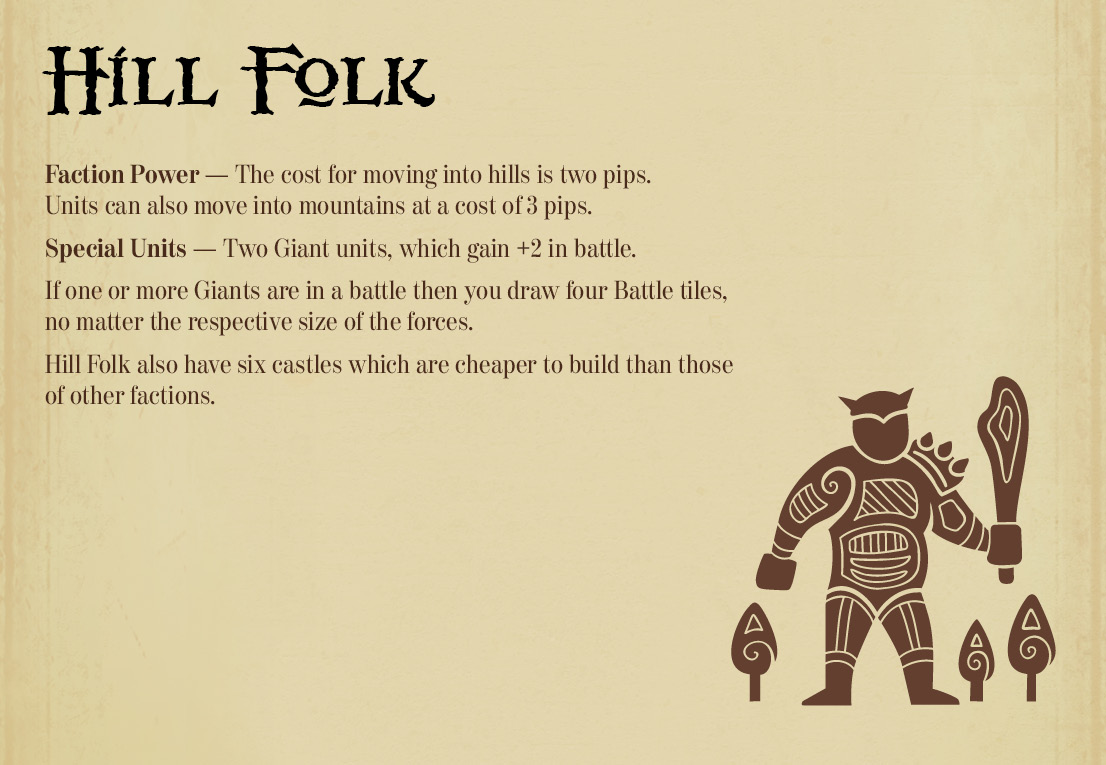 Hill Folk
Faction Power — The cost for moving into hills is two pips.
Units can also move into mountains at a cost of 3 pips.
Special Units — Two Giant units, which gain +2 in battle.
If one or more Giants are in a battle then you draw four Battle tiles,
no matter the respective size of the forces.
Hill Folk also have six castles which are cheaper to build than those
of other factions.